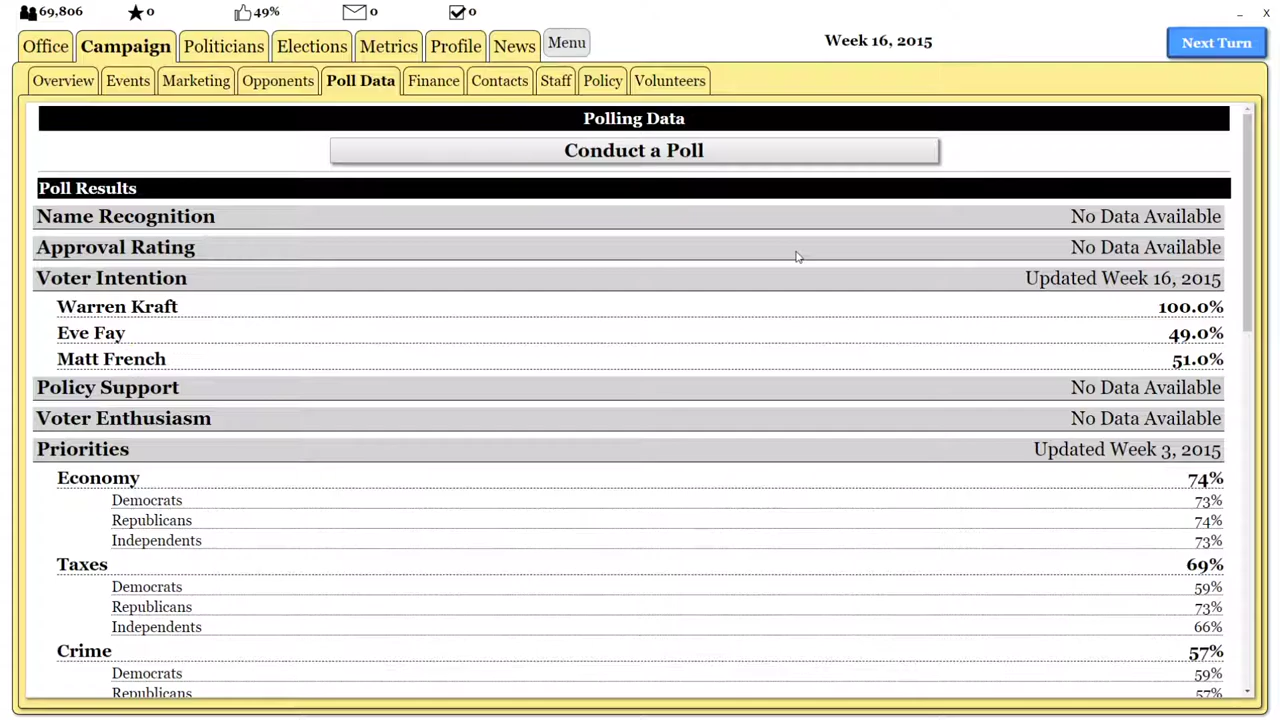 69,806 0 49% 0 0 _ X
Office Campaign Politicians Elections Metrics Profile News Menu Week 16, 2015 Next Turn
Overview Events Marketing Opponents Poll Data Finance Contacts Staff Policy Volunteers
Polling Data
Conduct a Poll
Poll Results
Name Recognition No Data Available
Approval Rating No Data Available
Voter Intention Updated Week 16, 2015
Warren Kraft 100.0%
Eve Fay 49.0%
Matt French 51.0%
Policy Support No Data Available
Voter Enthusiasm No Data Available
Priorities Updated Week 3, 2015
Economy 74%
Democrats 73%
Republicans 74%
Independents 73%
Taxes 69%
Democrats 59%
Republicans 73%
Independents 66%
Crime 57%
Democrats 59%
Republicans 57%